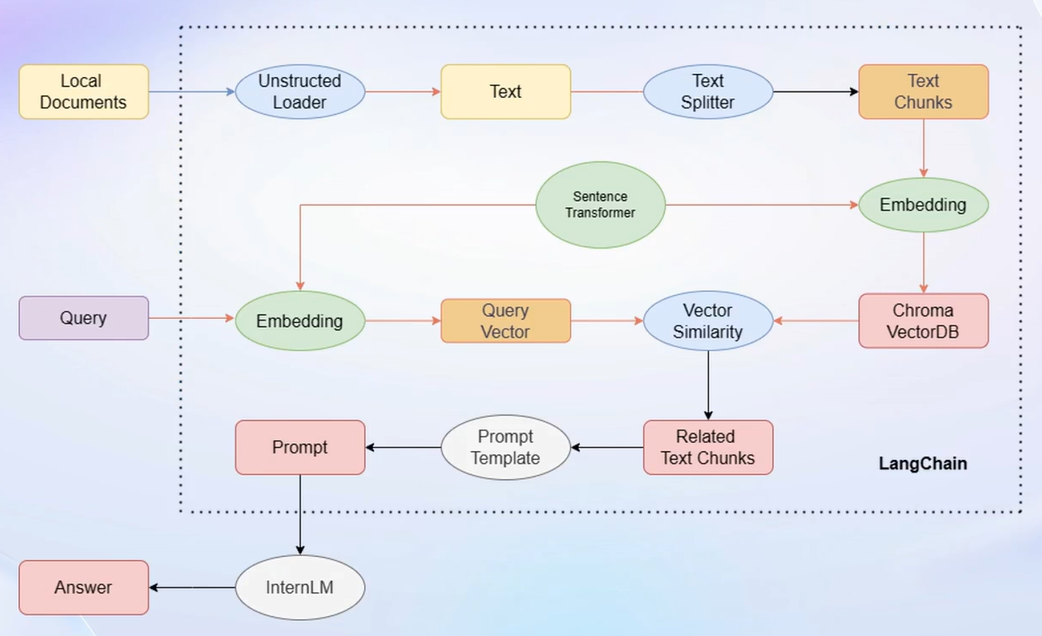 Local
Documents
Unstructed
Loader
Text
Text
Splitter
Text
Chunks
Sentence
Transformer
Embedding
Query
Embedding
Query
Vector
Vector
Similarity
Chroma
VectorDB
Prompt
Prompt
Template
Related
Text Chunks
LangChain
Answer
InternLM